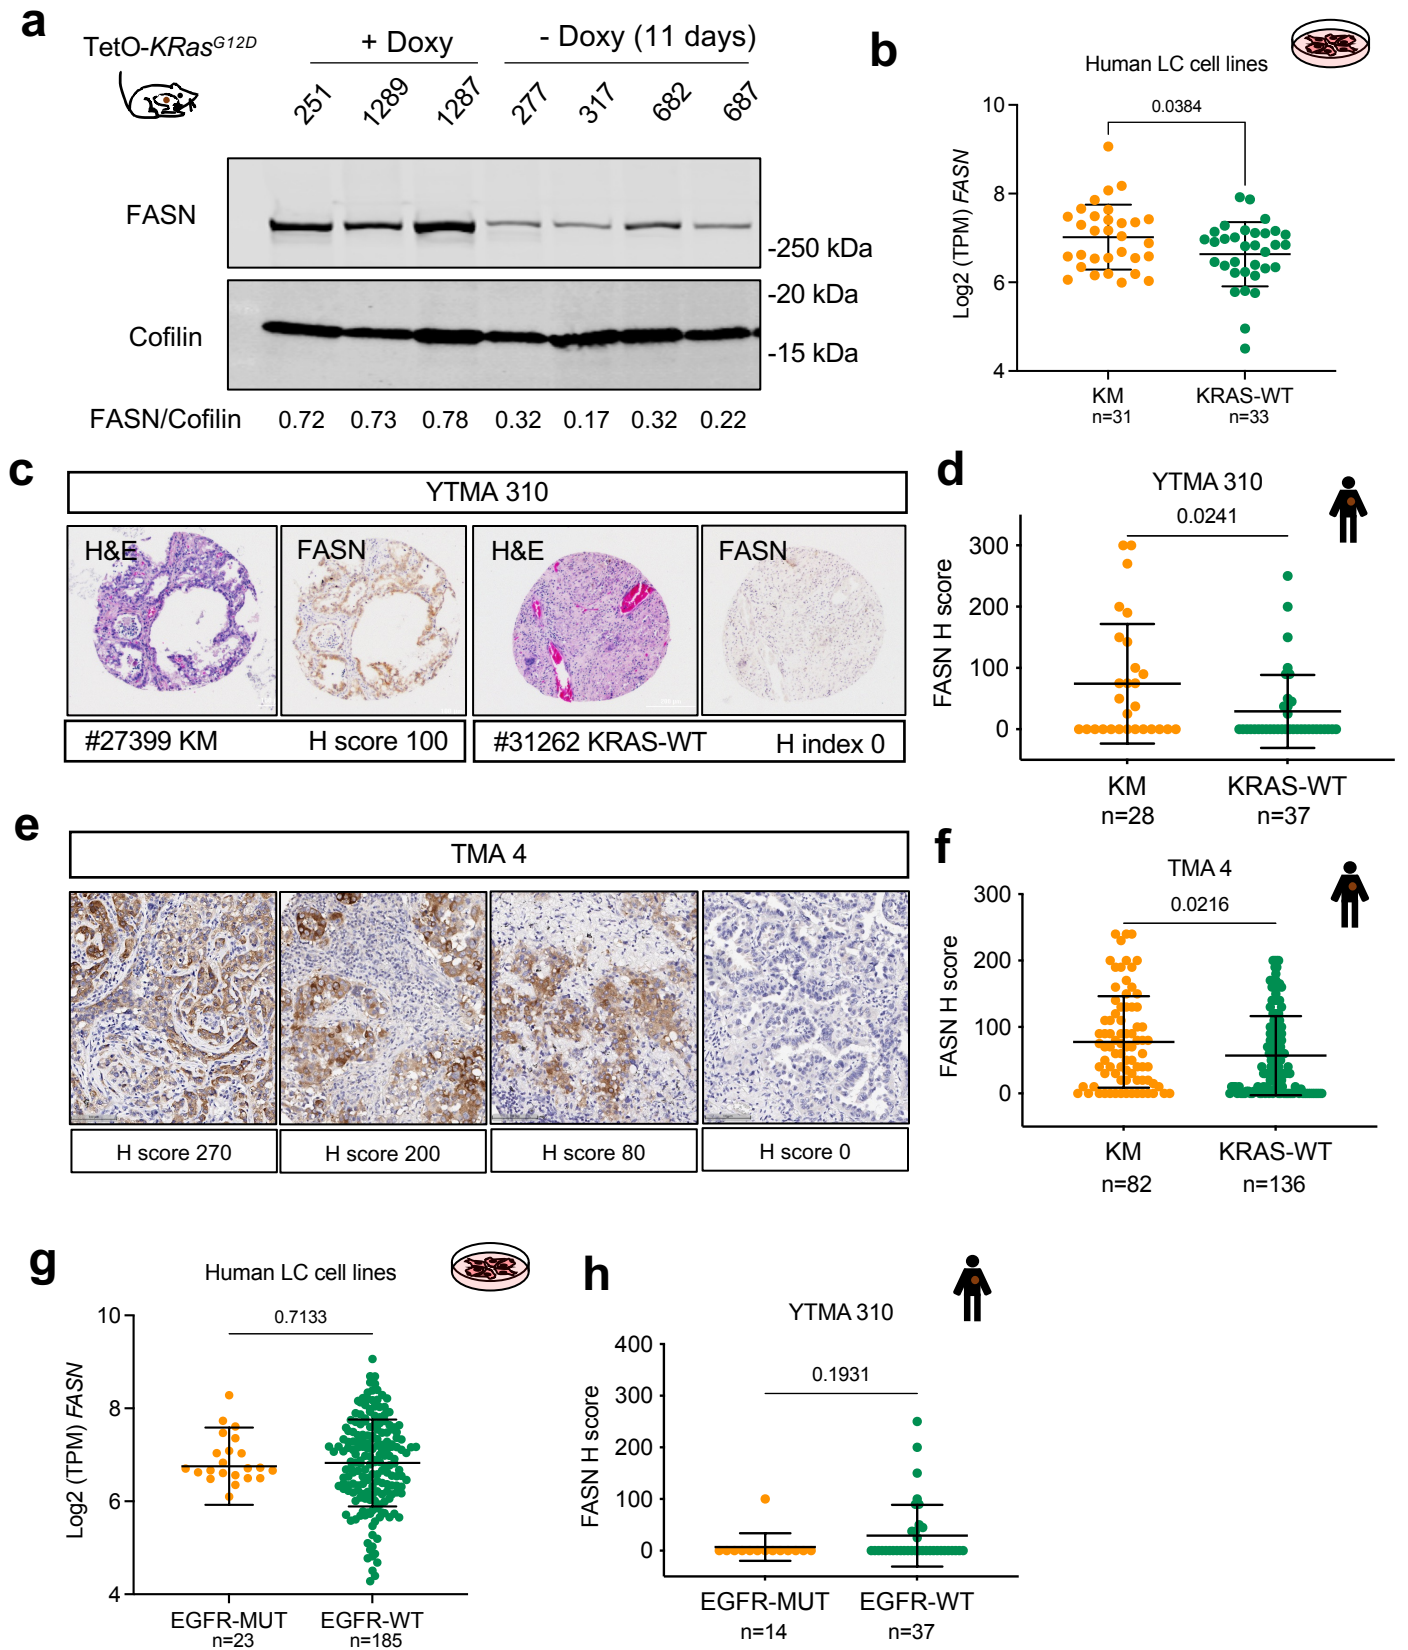 a
TetO-KRasG12D
+ Doxy
- Doxy (11 days)
251 1289 1287 277 317 682 687
FASN
-250 kDa
-20 kDa
Cofilin
-15 kDa
FASN/Cofilin 0.72 0.73 0.78 0.32 0.17 0.32 0.22
b
Human LC cell lines
0.0384
Log2 (TPM) FASN
10
8
6
4
KM KRAS-WT
n=31 n=33
c
YTMA 310
H&E FASN H&E FASN
#27399 KM H score 100 #31262 KRAS-WT H index 0
d
YTMA 310
0.0241
FASN H score
300
200
100
0
KM KRAS-WT
n=28 n=37
e
TMA 4
H score 270 H score 200 H score 80 H score 0
f
TMA 4
0.0216
FASN H score
300
200
100
0
KM KRAS-WT
n=82 n=136
g
Human LC cell lines
0.7133
Log2 (TPM) FASN
10
8
6
4
EGFR-MUT EGFR-WT
n=23 n=185
h
YTMA 310
0.1931
FASN H score
400
300
200
100
0
EGFR-MUT EGFR-WT
n=14 n=37